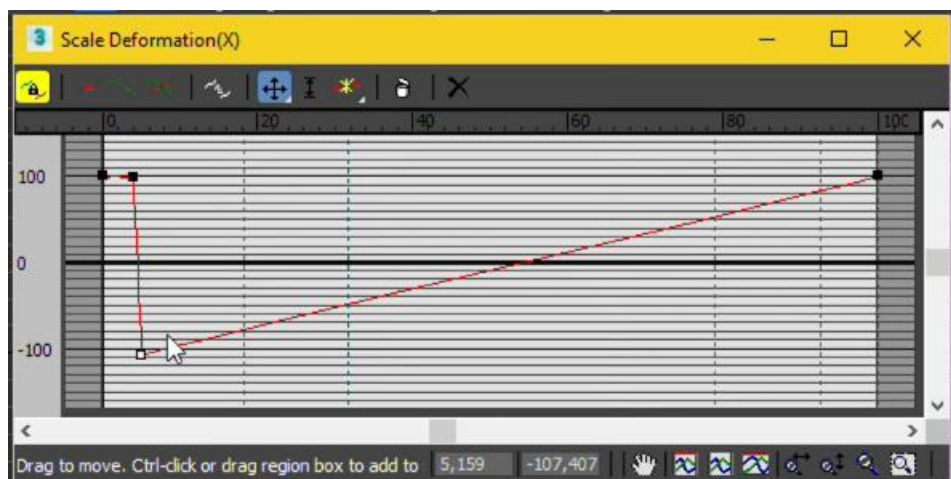 3 Scale Deformation(X)
0 20 40 60 80 100
100
0
-100
Drag to move. Ctrl-click or drag region box to add to 5,159 -107,407